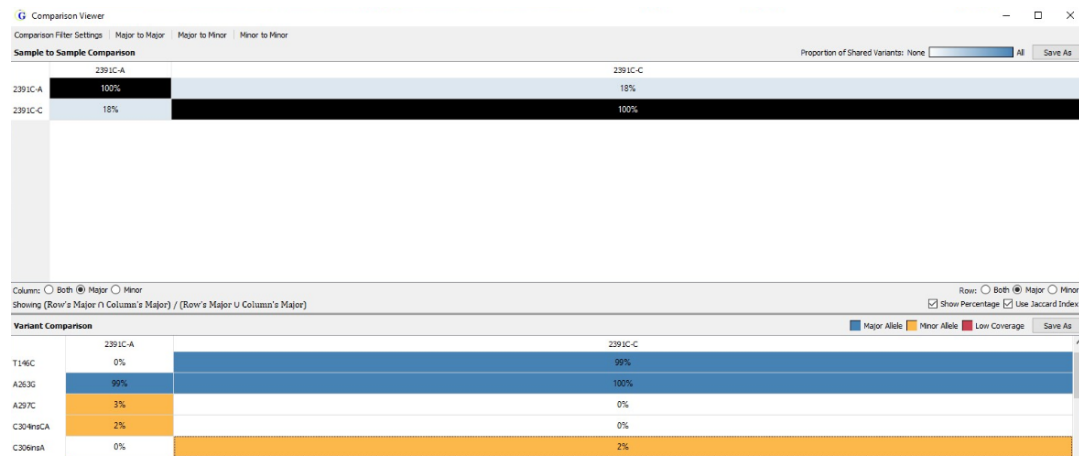 G Comparison Viewer
Comparison Filter Settings Major to Major Major to Minor Minor to Minor
Sample to Sample Comparison Proportion of Shared Variants: None All Save As
2391C-A 2391C-C
2391C-A 100% 18%
2391C-C 18% 100%
Column: Both Major Minor Row: Both Major Minor
Showing (Row's Major ∩ Column's Major) / (Row's Major ∪ Column's Major) Show Percentage Use Jaccard Index
Variant Comparison Major Allele Minor Allele Low Coverage Save As
2391C-A 2391C-C
T146C 0% 99%
A263G 99% 100%
A297C 3% 0%
C304insCA 2% 0%
C306insA 0% 2%